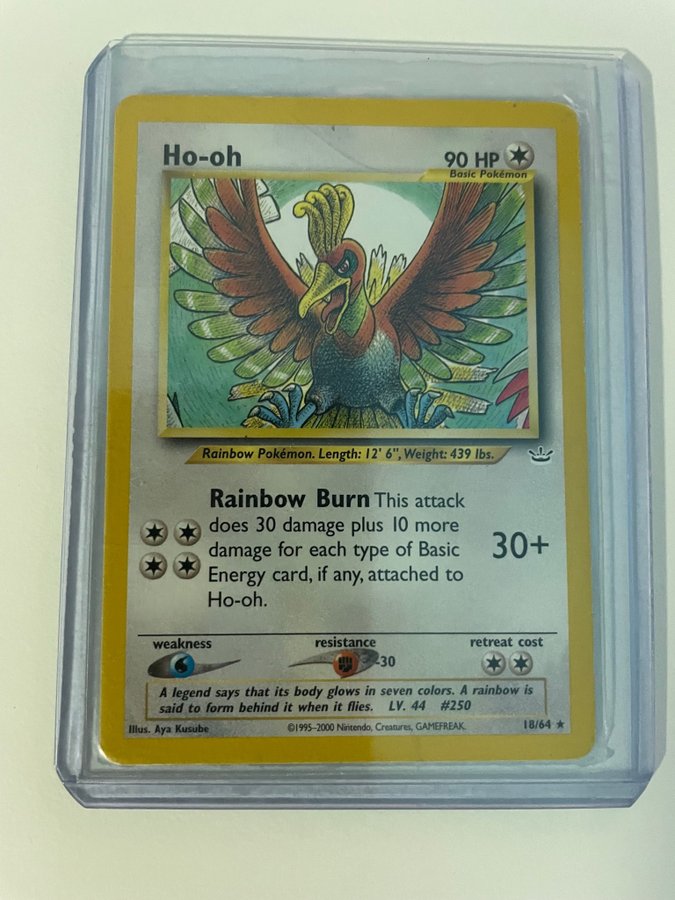 Ho-oh 90 HP
Basic Pokémon
Rainbow Pokémon. Length: 12' 6", Weight: 439 lbs.
Rainbow Burn This attack
does 30 damage plus 10 more
damage for each type of Basic
Energy card, if any, attached to
Ho-oh.
30+
weakness resistance retreat cost
-30
A legend says that its body glows in seven colors. A rainbow is
said to form behind it when it flies. LV. 44 #250
Illus. Aya Kusube ©1995-2000 Nintendo, Creatures, GAMEFREAK. 18/64 ★